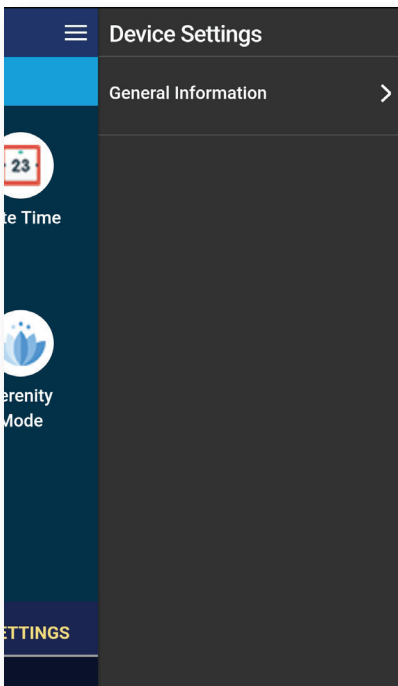 Device Settings
General Information
23
te Time
erenity
Mode
ETTINGS